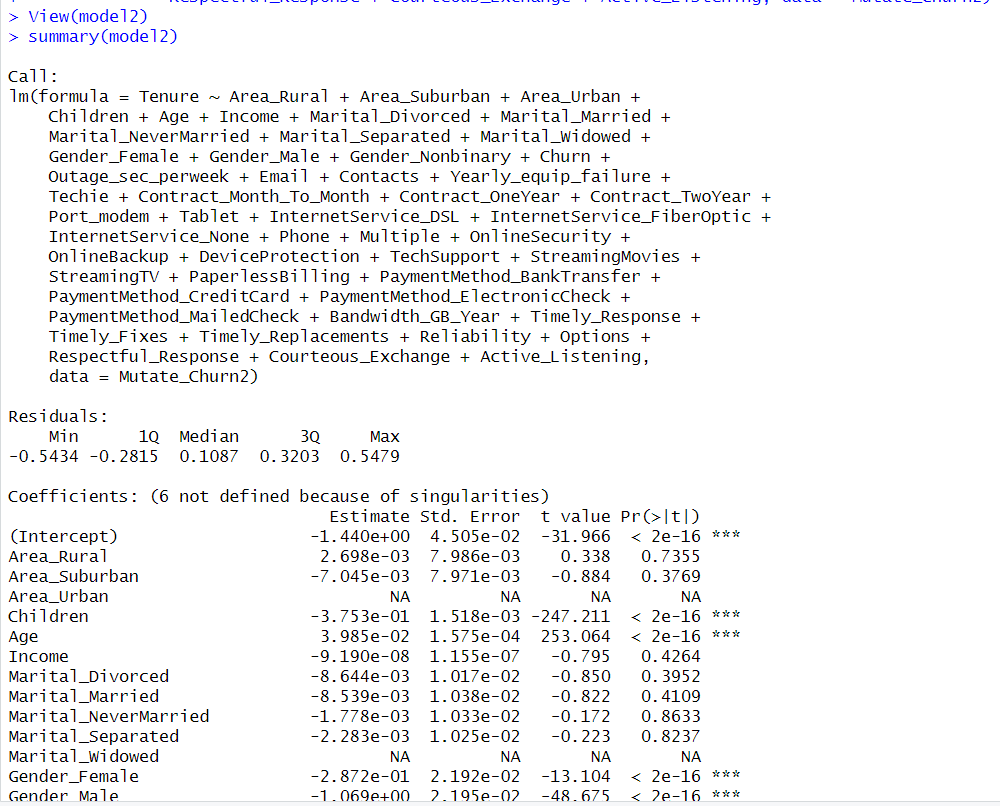 Respectful_Response + Courteous_Exchange + Active_Listening, data = Mutate_Churn2)
> View(model2)
> summary(model2)
Call:
lm(formula = Tenure ~ Area_Rural + Area_Suburban + Area_Urban +
Children + Age + Income + Marital_Divorced + Marital_Married +
Marital_NeverMarried + Marital_Separated + Marital_Widowed +
Gender_Female + Gender_Male + Gender_Nonbinary + Churn +
Outage_sec_perweek + Email + Contacts + Yearly_equip_failure +
Techie + Contract_Month_To_Month + Contract_OneYear + Contract_TwoYear +
Port_modem + Tablet + InternetService_DSL + InternetService_FiberOptic +
InternetService_None + Phone + Multiple + OnlineSecurity +
OnlineBackup + DeviceProtection + TechSupport + StreamingMovies +
StreamingTV + PaperlessBilling + PaymentMethod_BankTransfer +
PaymentMethod_CreditCard + PaymentMethod_ElectronicCheck +
PaymentMethod_MailedCheck + Bandwidth_GB_Year + Timely_Response +
Timely_Fixes + Timely_Replacements + Reliability + Options +
Respectful_Response + Courteous_Exchange + Active_Listening,
data = Mutate_Churn2)
Residuals:
Min 1Q Median 3Q Max
-0.5434 -0.2815 0.1087 0.3203 0.5479
Coefficients: (6 not defined because of singularities)
Estimate Std. Error t value Pr(>|t|)
(Intercept) -1.440e+00 4.505e-02 -31.966 < 2e-16 ***
Area_Rural 2.698e-03 7.986e-03 0.338 0.7355
Area_Suburban -7.045e-03 7.971e-03 -0.884 0.3769
Area_Urban NA NA NA NA
Children -3.753e-01 1.518e-03 -247.211 < 2e-16 ***
Age 3.985e-02 1.575e-04 253.064 < 2e-16 ***
Income -9.190e-08 1.155e-07 -0.795 0.4264
Marital_Divorced -8.644e-03 1.017e-02 -0.850 0.3952
Marital_Married -8.539e-03 1.038e-02 -0.822 0.4109
Marital_NeverMarried -1.778e-03 1.033e-02 -0.172 0.8633
Marital_Separated -2.283e-03 1.025e-02 -0.223 0.8237
Marital_Widowed NA NA NA NA
Gender_Female -2.872e-01 2.192e-02 -13.104 < 2e-16 ***
Gender_Male -1.069e+00 2.195e-02 -48.675 < 2e-16 ***